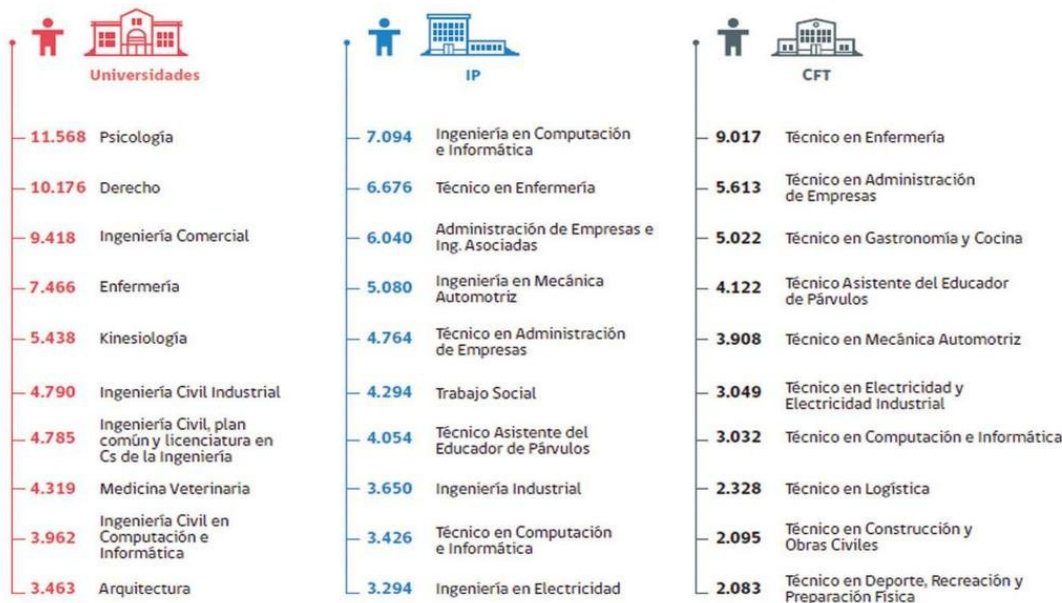 Universidades
11.568 Psicología
10.176 Derecho
9.418 Ingeniería Comercial
7.466 Enfermería
5.438 Kinesiología
4.790 Ingeniería Civil Industrial
4.785 Ingeniería Civil, plan
común y licenciatura en
Cs de la Ingeniería
4.319 Medicina Veterinaria
3.962 Ingeniería Civil en
Computación e
Informática
3.463 Arquitectura
IP
7.094 Ingeniería en Computación
e Informática
6.676 Técnico en Enfermería
6.040 Administración de Empresas e
Ing. Asociadas
5.080 Ingeniería en Mecánica
Automotriz
4.764 Técnico en Administración
de Empresas
4.294 Trabajo Social
4.054 Técnico Asistente del
Educador de Párvulos
3.650 Ingeniería Industrial
3.426 Técnico en Computación
e Informática
3.294 Ingeniería en Electricidad
CFT
9.017 Técnico en Enfermería
5.613 Técnico en Administración
de Empresas
5.022 Técnico en Gastronomía y Cocina
4.122 Técnico Asistente del Educador
de Párvulos
3.908 Técnico en Mecánica Automotriz
3.049 Técnico en Electricidad y
Electricidad Industrial
3.032 Técnico en Computación e Informática
2.328 Técnico en Logística
2.095 Técnico en Construcción y
Obras Civiles
2.083 Técnico en Deporte, Recreación y
Preparación Física